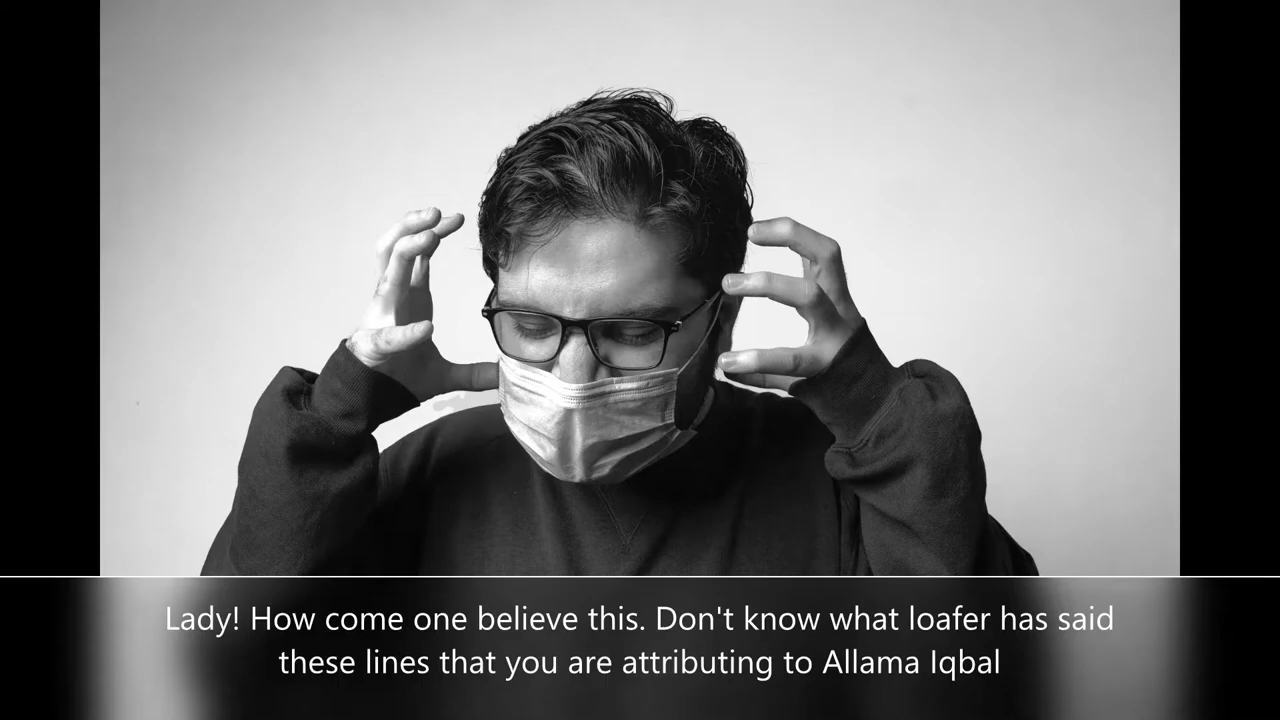 Lady! How come one believe this. Don't know what loafer has said
these lines that you are attributing to Allama Iqbal